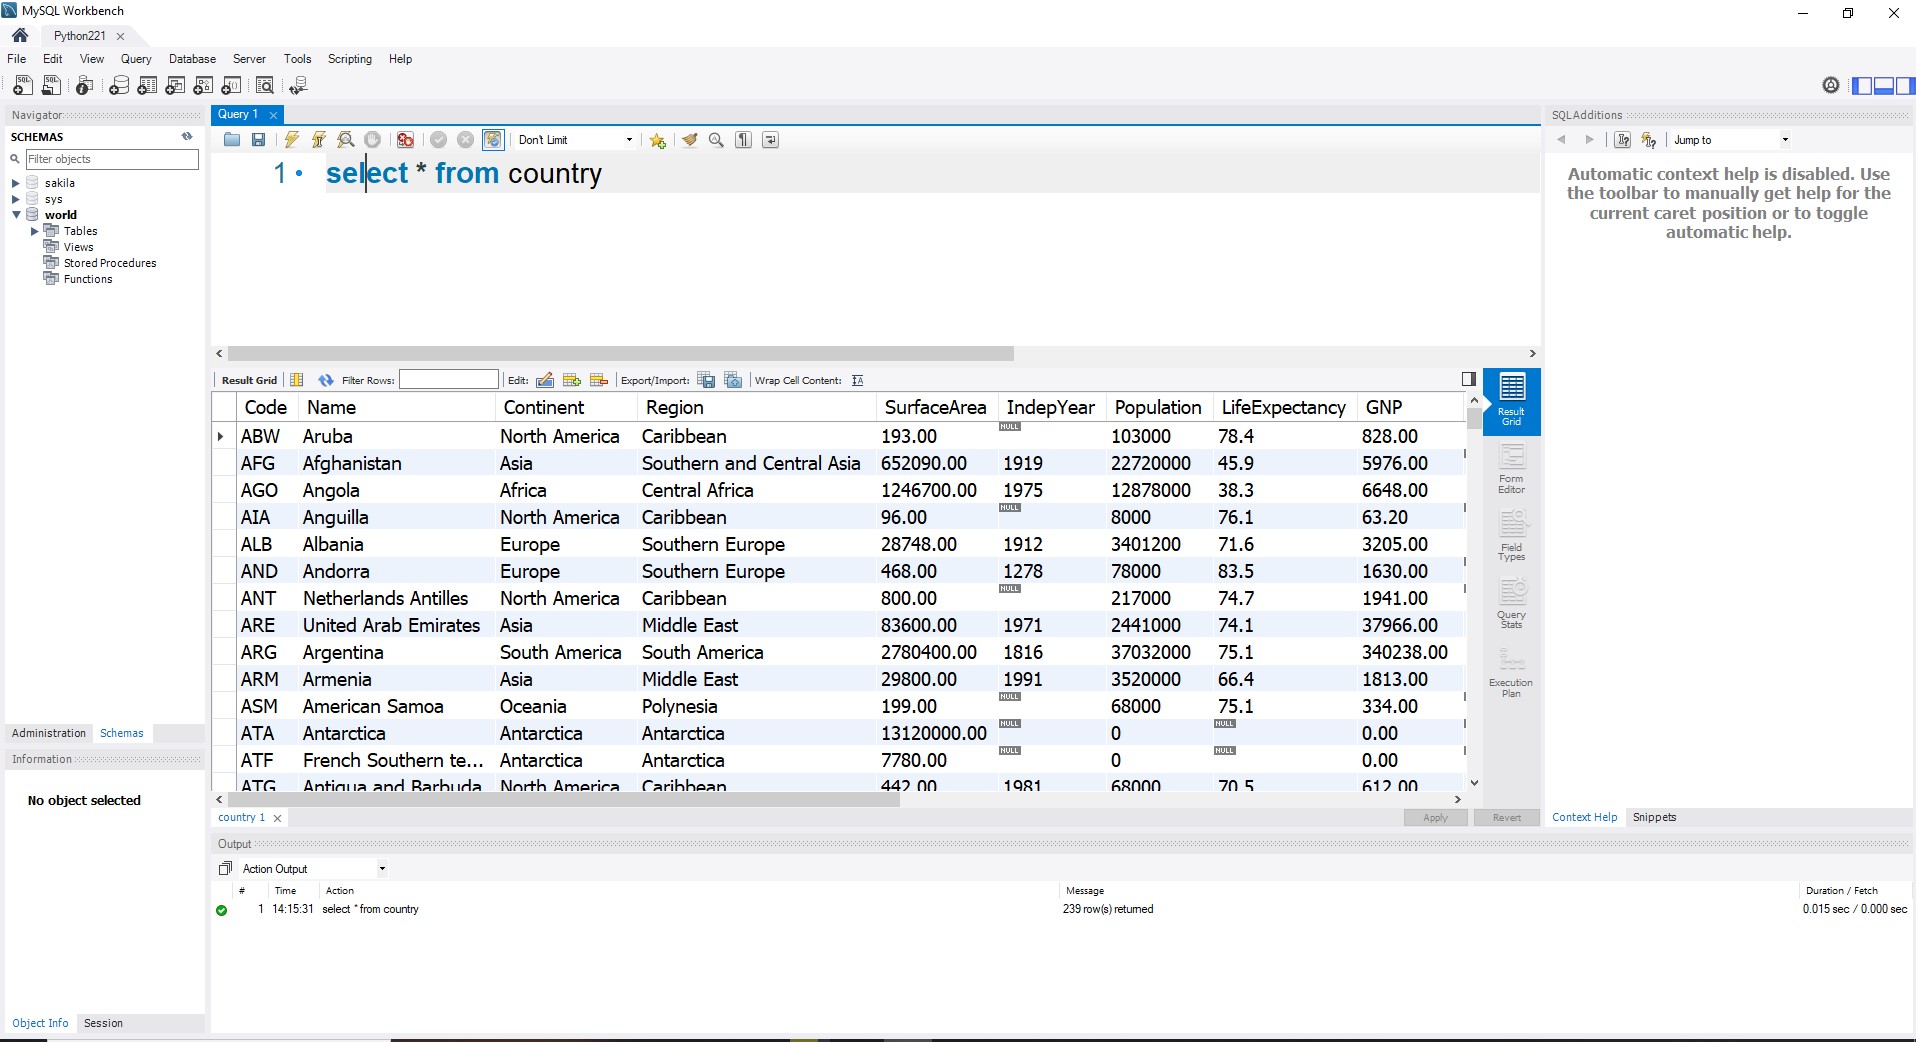 MySQL Workbench
Python221
File Edit View Query Database Server Tools Scripting Help
Navigator
SCHEMAS
Filter objects
sakila
sys
world
Tables
Views
Stored Procedures
Functions
Administration Schemas
Information
No object selected
Object Info Session
Query 1
Don't Limit
1 select * from country
Result Grid Filter Rows: Edit: Export/Import: Wrap Cell Content:
Code Name Continent Region SurfaceArea IndepYear Population LifeExpectancy GNP
ABW Aruba North America Caribbean 193.00 NULL 103000 78.4 828.00
AFG Afghanistan Asia Southern and Central Asia 652090.00 1919 22720000 45.9 5976.00
AGO Angola Africa Central Africa 1246700.00 1975 12878000 38.3 6648.00
AIA Anguilla North America Caribbean 96.00 NULL 8000 76.1 63.20
ALB Albania Europe Southern Europe 28748.00 1912 3401200 71.6 3205.00
AND Andorra Europe Southern Europe 468.00 1278 78000 83.5 1630.00
ANT Netherlands Antilles North America Caribbean 800.00 NULL 217000 74.7 1941.00
ARE United Arab Emirates Asia Middle East 83600.00 1971 2441000 74.1 37966.00
ARG Argentina South America South America 2780400.00 1816 37032000 75.1 340238.00
ARM Armenia Asia Middle East 29800.00 1991 3520000 66.4 1813.00
ASM American Samoa Oceania Polynesia 199.00 NULL 68000 75.1 334.00
ATA Antarctica Antarctica Antarctica 13120000.00 NULL 0 NULL 0.00
ATF French Southern te... Antarctica Antarctica 7780.00 NULL 0 NULL 0.00
ATG Antigua and Barbuda North America Caribbean 442.00 1981 68000 70.5 612.00
Result Grid
Form Editor
Field Types
Query Stats
Execution Plan
country 1
Apply Revert
SQLAdditions
Jump to
Automatic context help is disabled. Use
the toolbar to manually get help for the
current caret position or to toggle
automatic help.
Context Help Snippets
Output
Action Output
# Time Action Message Duration / Fetch
1 14:15:31 select * from country 239 row(s) returned 0.015 sec / 0.000 sec